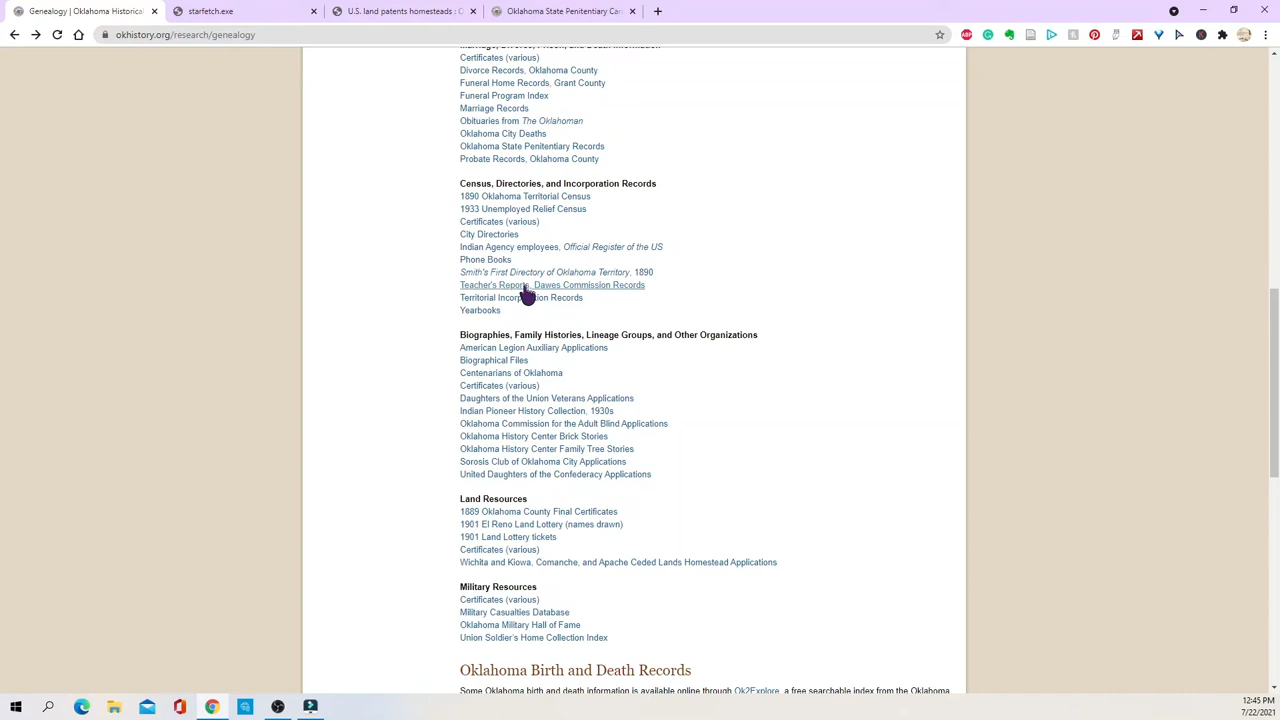 Genealogy | Oklahoma Historical
starfetch.exe
U.S. land patents homesteads : O
Oklahoma State Penitentiary Car
okhistory.org/research/genealogy
Certificates (various)
Divorce Records, Oklahoma County
Funeral Home Records, Grant County
Funeral Program Index
Marriage Records
Obituaries from The Oklahoman
Oklahoma City Deaths
Oklahoma State Penitentiary Records
Probate Records, Oklahoma County
Census, Directories, and Incorporation Records
1890 Oklahoma Territorial Census
1933 Unemployed Relief Census
Certificates (various)
City Directories
Indian Agency employees, Official Register of the US
Phone Books
Smith's First Directory of Oklahoma Territory, 1890
Teacher's Reports, Dawes Commission Records
Territorial Incorporation Records
Yearbooks
Biographies, Family Histories, Lineage Groups, and Other Organizations
American Legion Auxiliary Applications
Biographical Files
Centenarians of Oklahoma
Certificates (various)
Daughters of the Union Veterans Applications
Indian Pioneer History Collection, 1930s
Oklahoma Commission for the Adult Blind Applications
Oklahoma History Center Brick Stories
Oklahoma History Center Family Tree Stories
Sorosis Club of Oklahoma City Applications
United Daughters of the Confederacy Applications
Land Resources
1889 Oklahoma County Final Certificates
1901 El Reno Land Lottery (names drawn)
1901 Land Lottery tickets
Certificates (various)
Wichita and Kiowa, Comanche, and Apache Ceded Lands Homestead Applications
Military Resources
Certificates (various)
Military Casualties Database
Oklahoma Military Hall of Fame
Union Soldier's Home Collection Index
Oklahoma Birth and Death Records
Some Oklahoma birth and death information is available online through Ok2Explore, a free searchable index from the Oklahoma
12:45 PM
7/22/2021